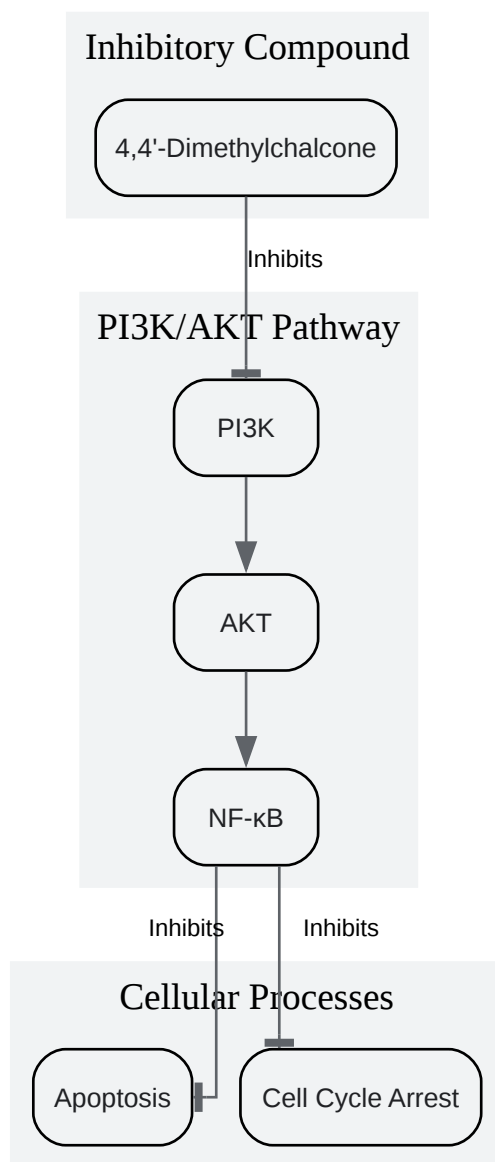 Inhibitory Compound
4,4'-Dimethylchalcone
Inhibits
PI3K/AKT Pathway
PI3K
AKT
NF-κB
Inhibits
Inhibits
Cellular Processes
Apoptosis
Cell Cycle Arrest